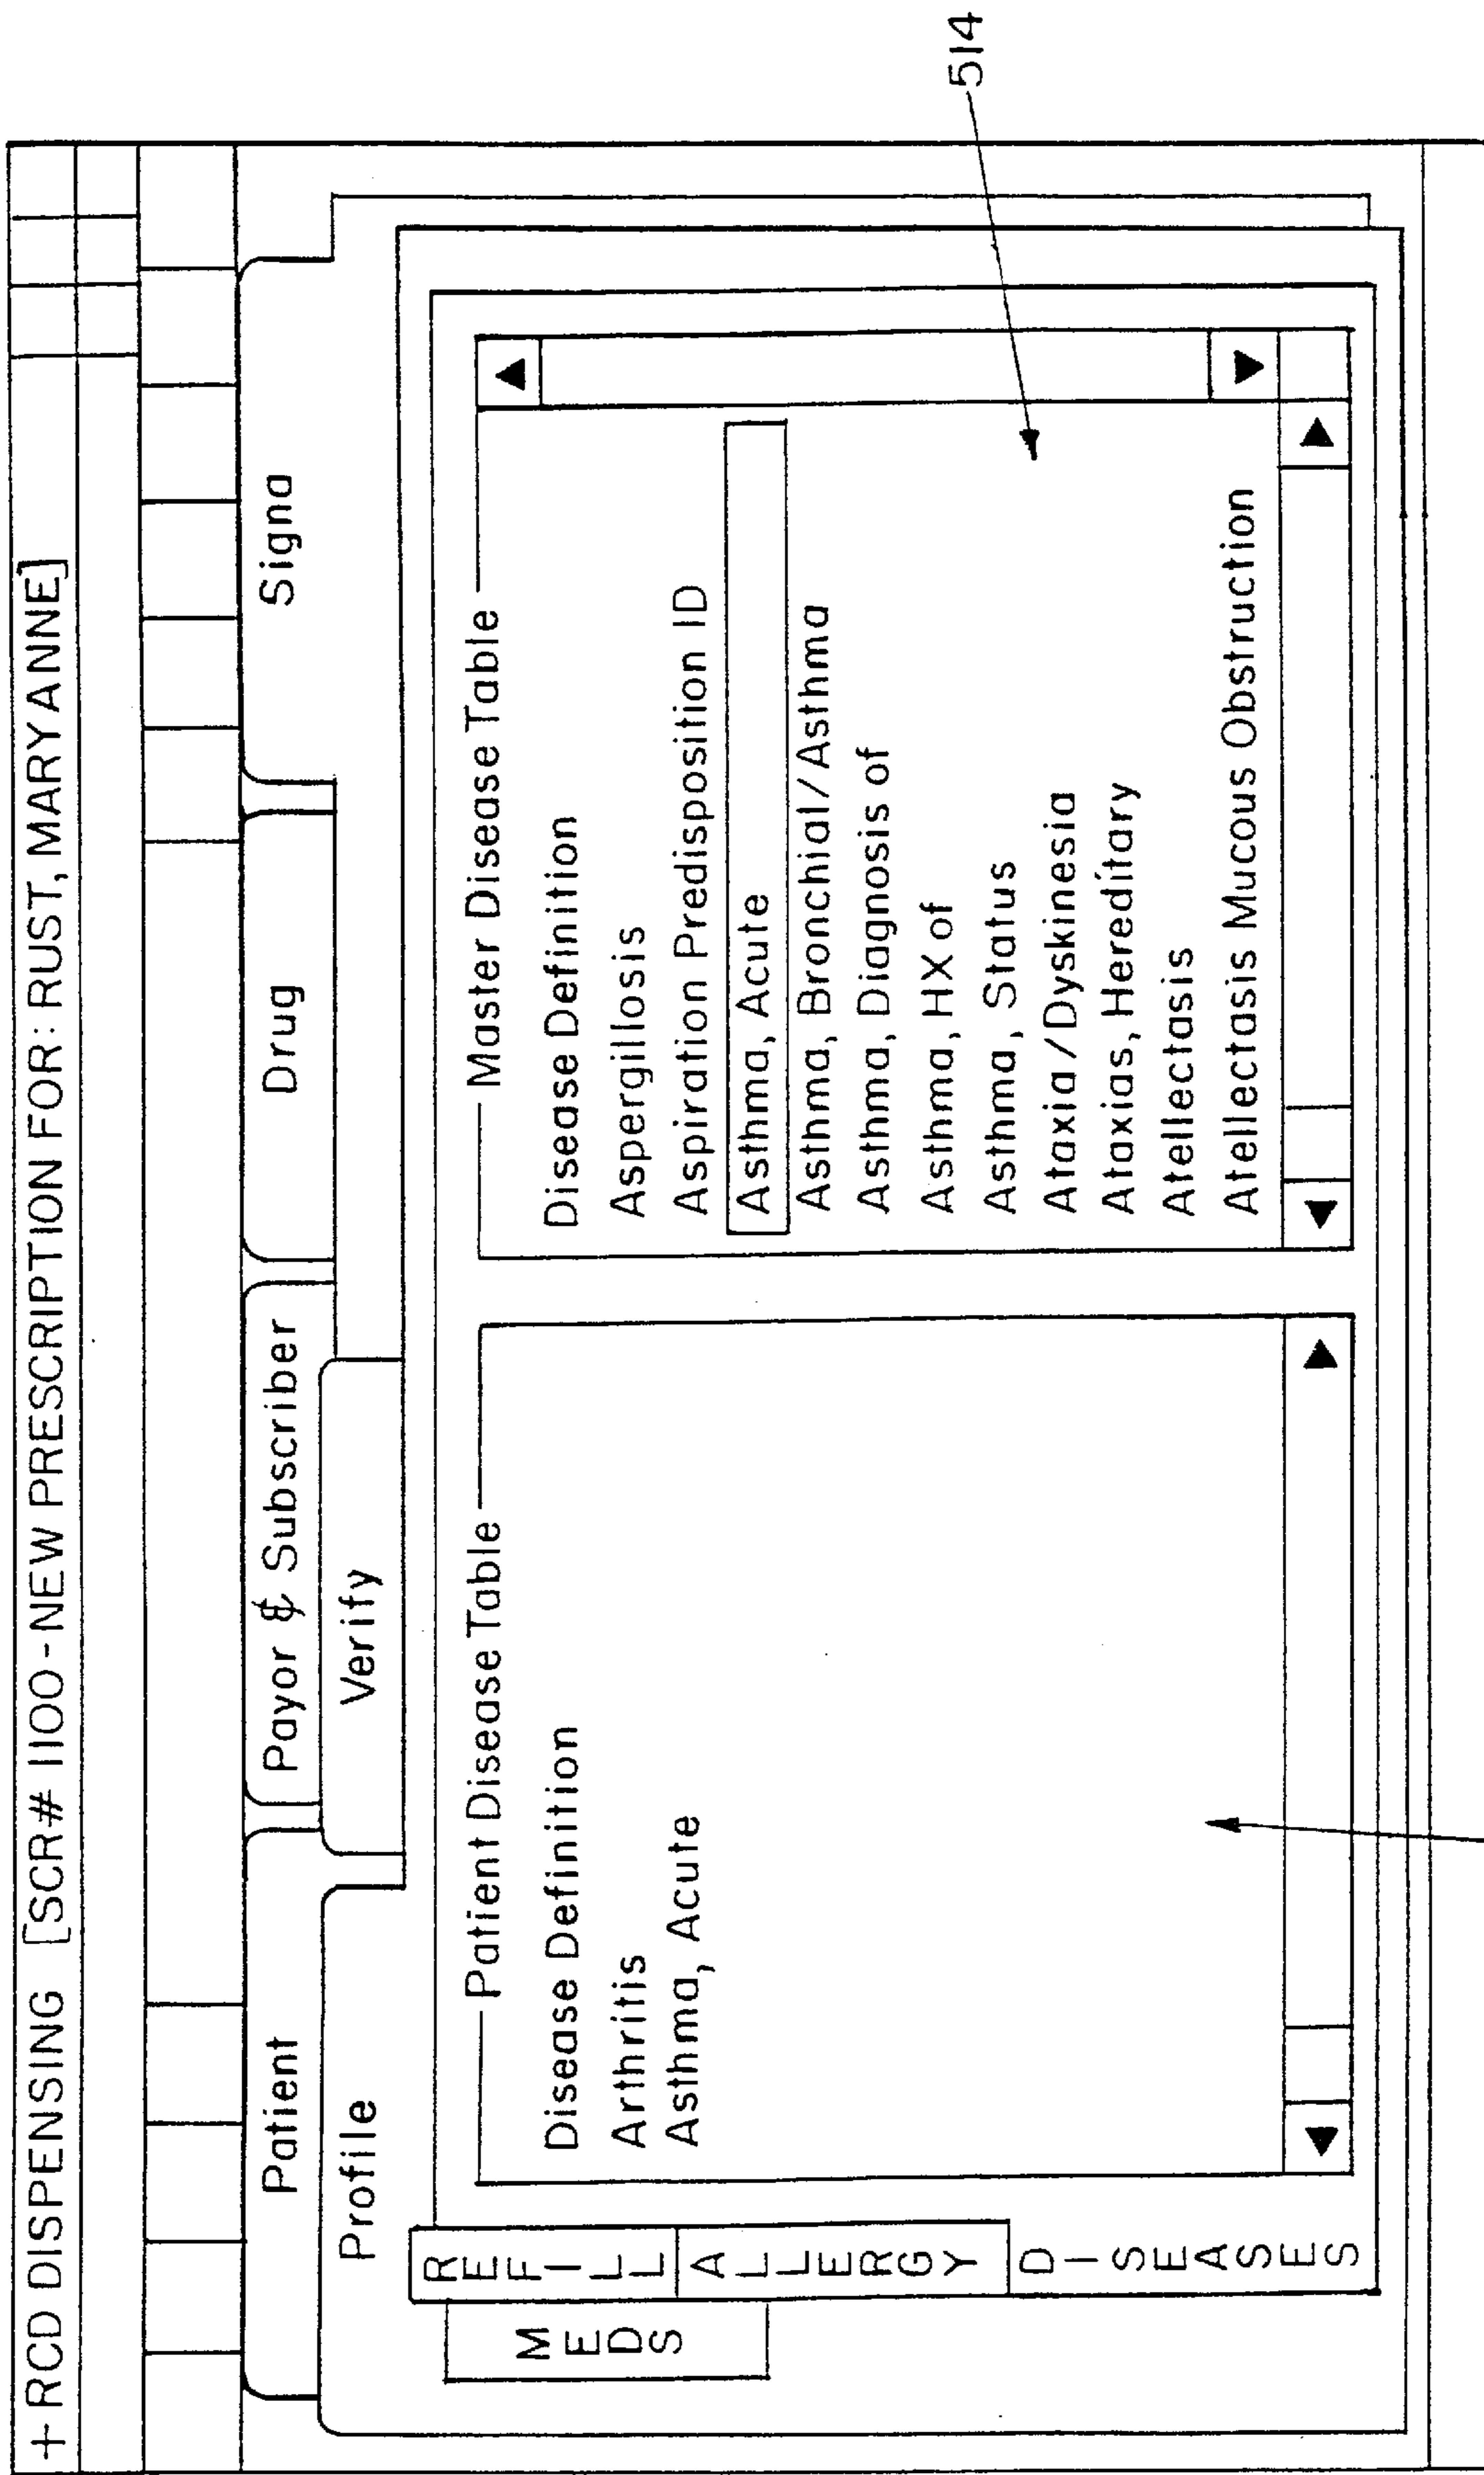 + RCD DISPENSING [SCR# 1100-NEW PRESCRIPTION FOR: RUST, MARYANNE]
Patient
Payor & Subscriber
Drug
Signa
Profile
Verify
MEDS
REFILL
ALLERGY
DISEASES
Patient Disease Table
Disease Definition
Arthritis
Asthma, Acute
Master Disease Table
Disease Definition
Aspergillosis
Aspiration Predisposition ID
Asthma, Acute
Asthma, Bronchial/Asthma
Asthma, Diagnosis of
Asthma, HX of
Asthma, Status
Ataxia/Dyskinesia
Ataxias, Hereditary
Atellectasis
Atellectasis Mucous Obstruction
514